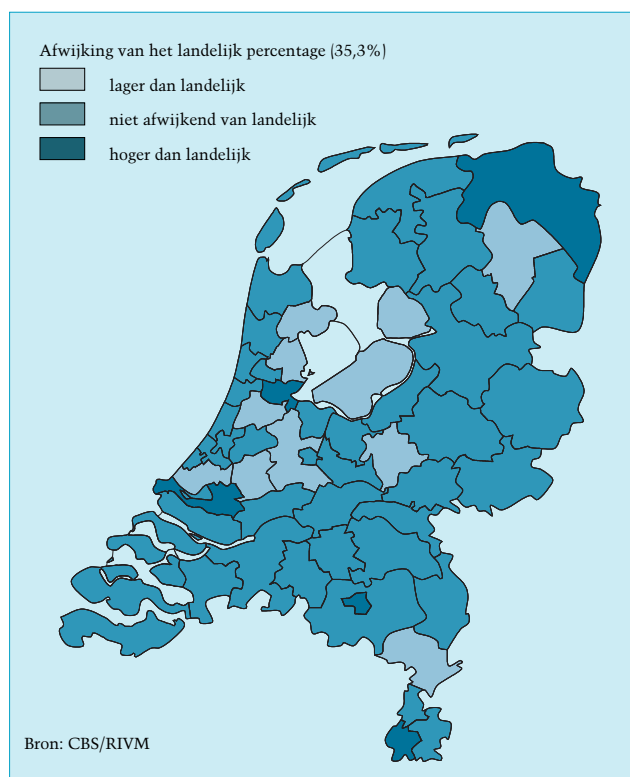 Afwijking van het landelijk percentage (35,3%)
lager dan landelijk
niet afwijkend van landelijk
hoger dan landelijk
Bron: CBS/RIVM